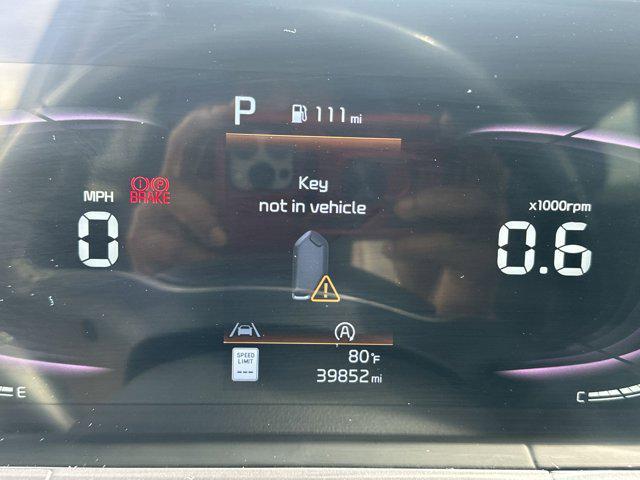 P 111 mi
Key
not in vehicle
MPH
BRAKE
0
x1000rpm
0.6
SPEED
LIMIT
---
80°F
39852 mi
E
C